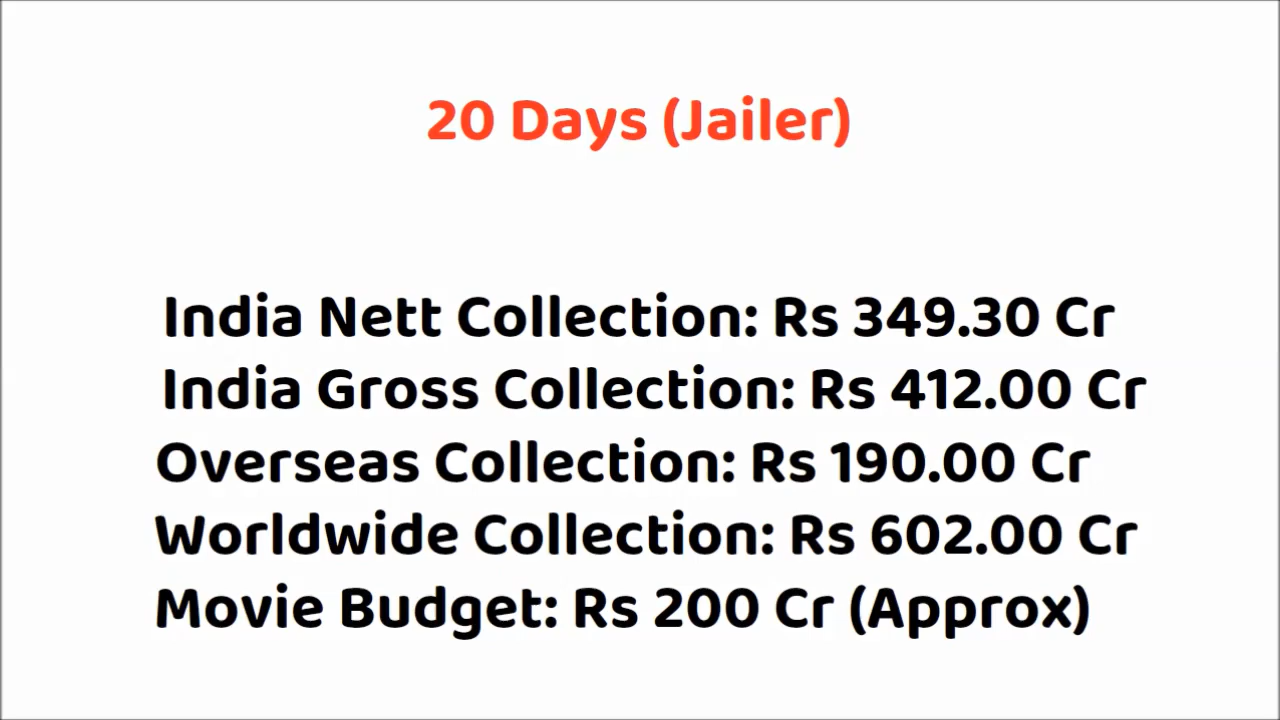 20 Days (Jailer)
India Nett Collection: Rs 349.30 Cr
India Gross Collection: Rs 412.00 Cr
Overseas Collection: Rs 190.00 Cr
Worldwide Collection: Rs 602.00 Cr
Movie Budget: Rs 200 Cr (Approx)